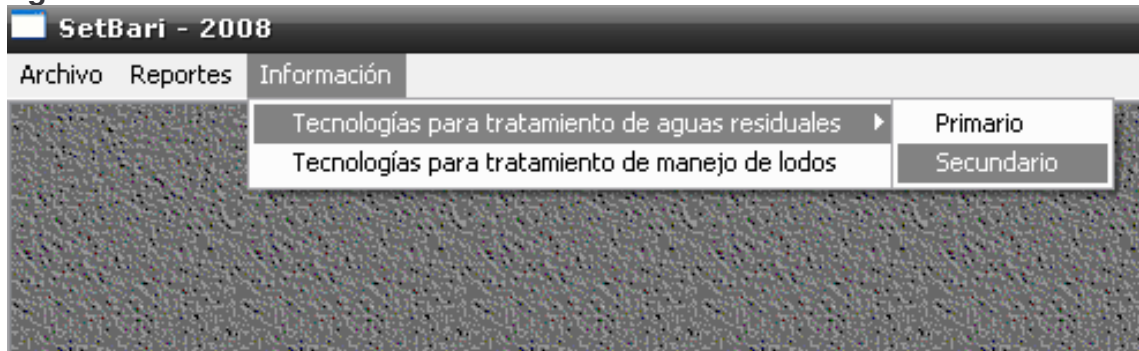 SetBari - 2008
Archivo Reportes Información
Tecnologías para tratamiento de aguas residuales
Primario
Tecnologías para tratamiento de manejo de lodos
Secundario